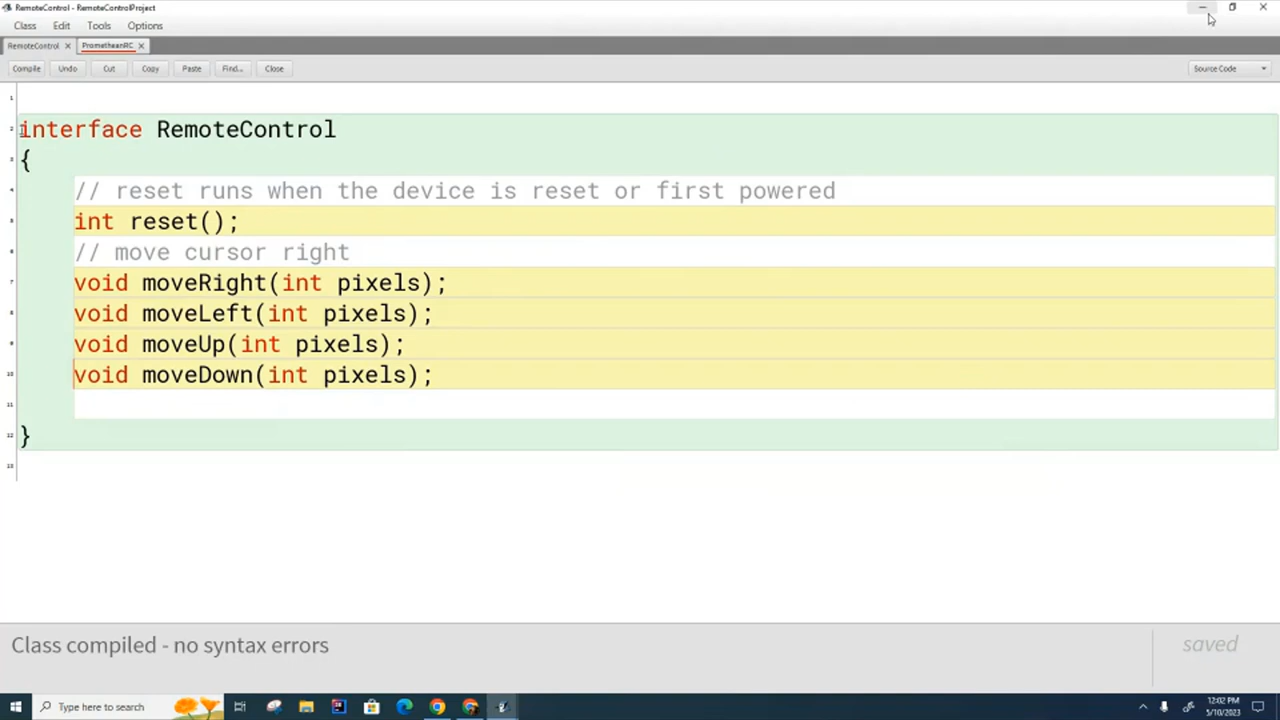 RemoteControl - RemoteControlProject
Class Edit Tools Options
RemoteControl × PrometheanRC ×
Compile Undo Cut Copy Paste Find... Close Source Code
1
2 interface RemoteControl
3 {
4 // reset runs when the device is reset or first powered
5 int reset();
6 // move cursor right
7 void moveRight(int pixels);
8 void moveLeft(int pixels);
9 void moveUp(int pixels);
10 void moveDown(int pixels);
11
12 }
13
Class compiled - no syntax errors
saved
Type here to search
12:02 PM
5/10/2023